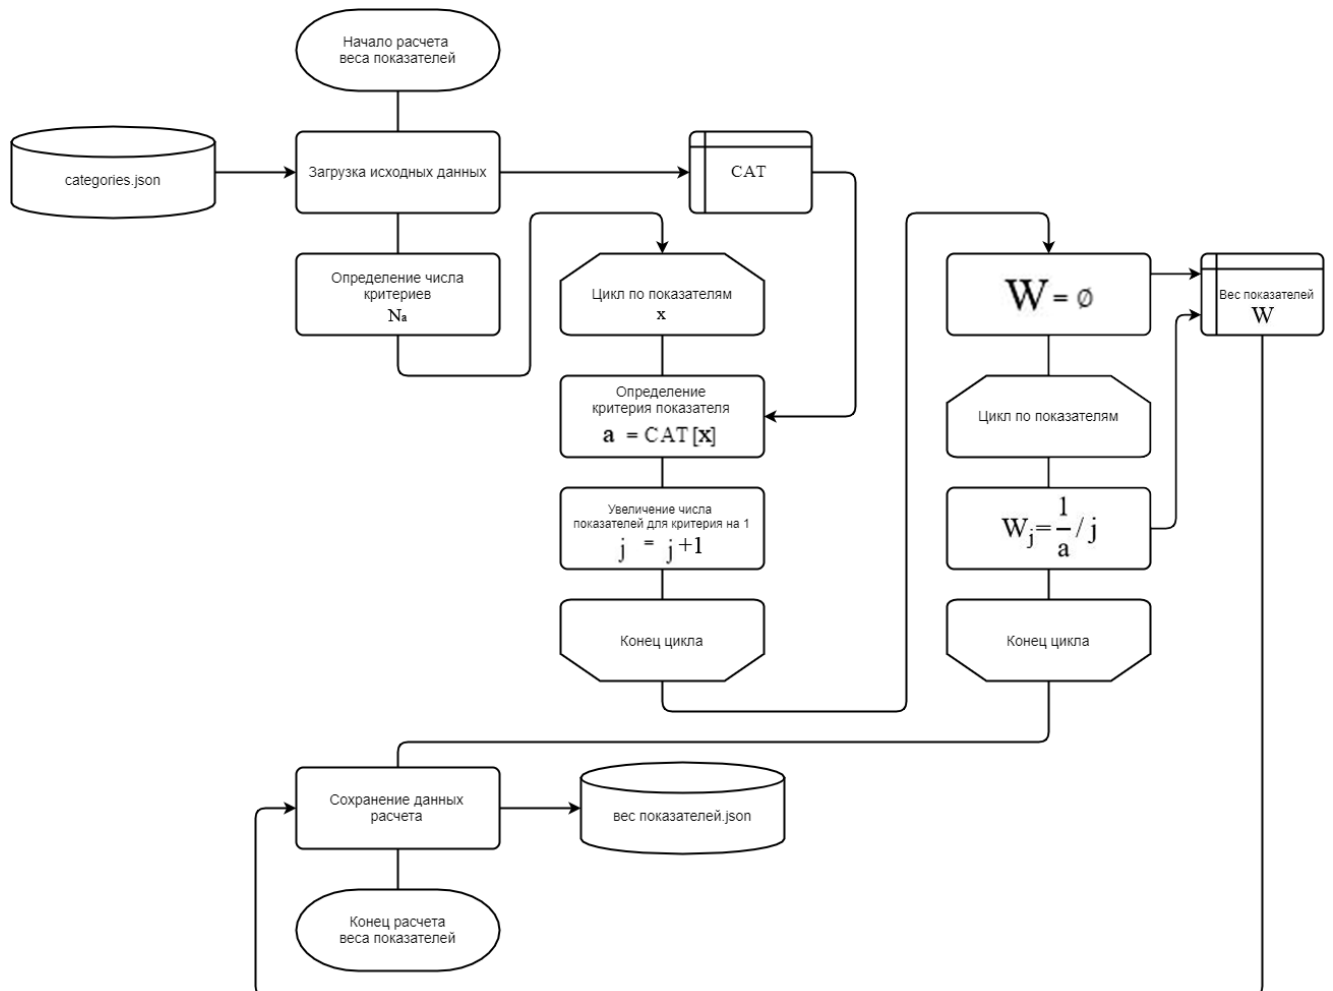 Начало расчета
веса показателей
categories.json
Загрузка исходных данных
CAT
Определение числа
критериев
Na
Цикл по показателям
x
Определение
критерия показателя
a = CAT[x]
Увеличение числа
показателей для критерия на 1
j = j+1
Конец цикла
W = ∅
Вес показателей
W
Цикл по показателям
Wj = 1/a / j
Конец цикла
Сохранение данных
расчета
вес показателей.json
Конец расчета
веса показателей